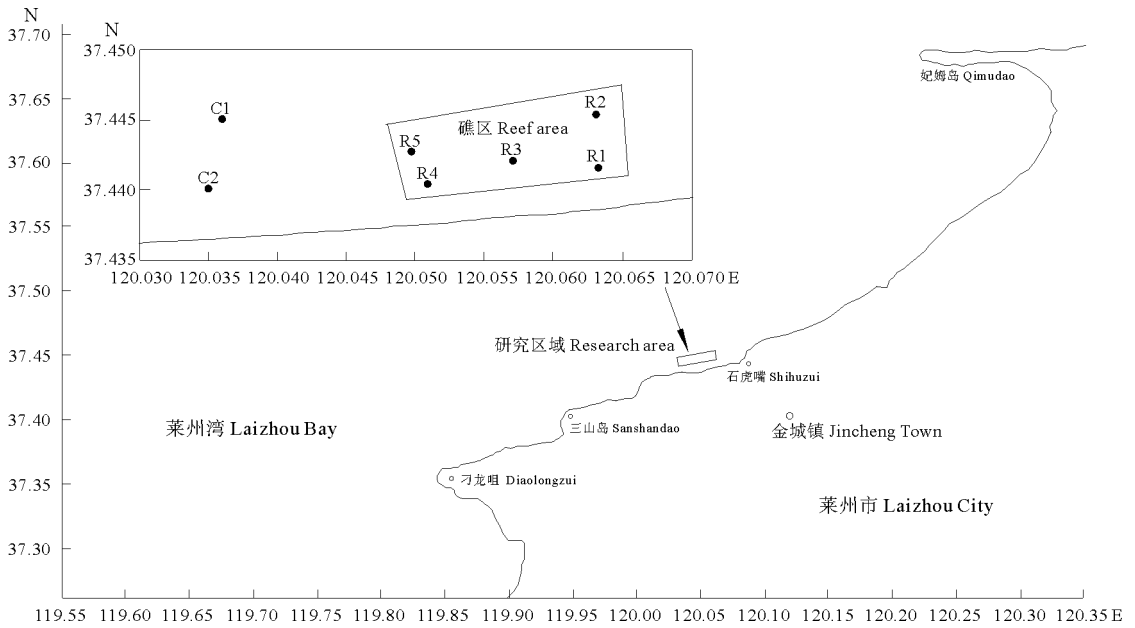 N
N
37.70
37.65
37.60
37.55
37.50
37.45
37.40
37.35
37.30
37.450
37.445
37.440
37.435
C1
C2
R2
礁区 Reef area
R5
R3
R4
R1
120.030 120.035 120.040 120.045 120.050 120.055 120.060 120.065 120.070 E
妃姆岛 Qimudao
研究区域 Research area
石虎嘴 Shihuzui
莱州湾 Laizhou Bay
三山岛 Sanshandao
金城镇 Jincheng Town
刁龙咀 Diaolongzui
莱州市 Laizhou City
119.55 119.60 119.70 119.75 119.80 119.85 119.90 119.95 120.00 120.05 120.10 120.15 120.20 120.30 120.35 E